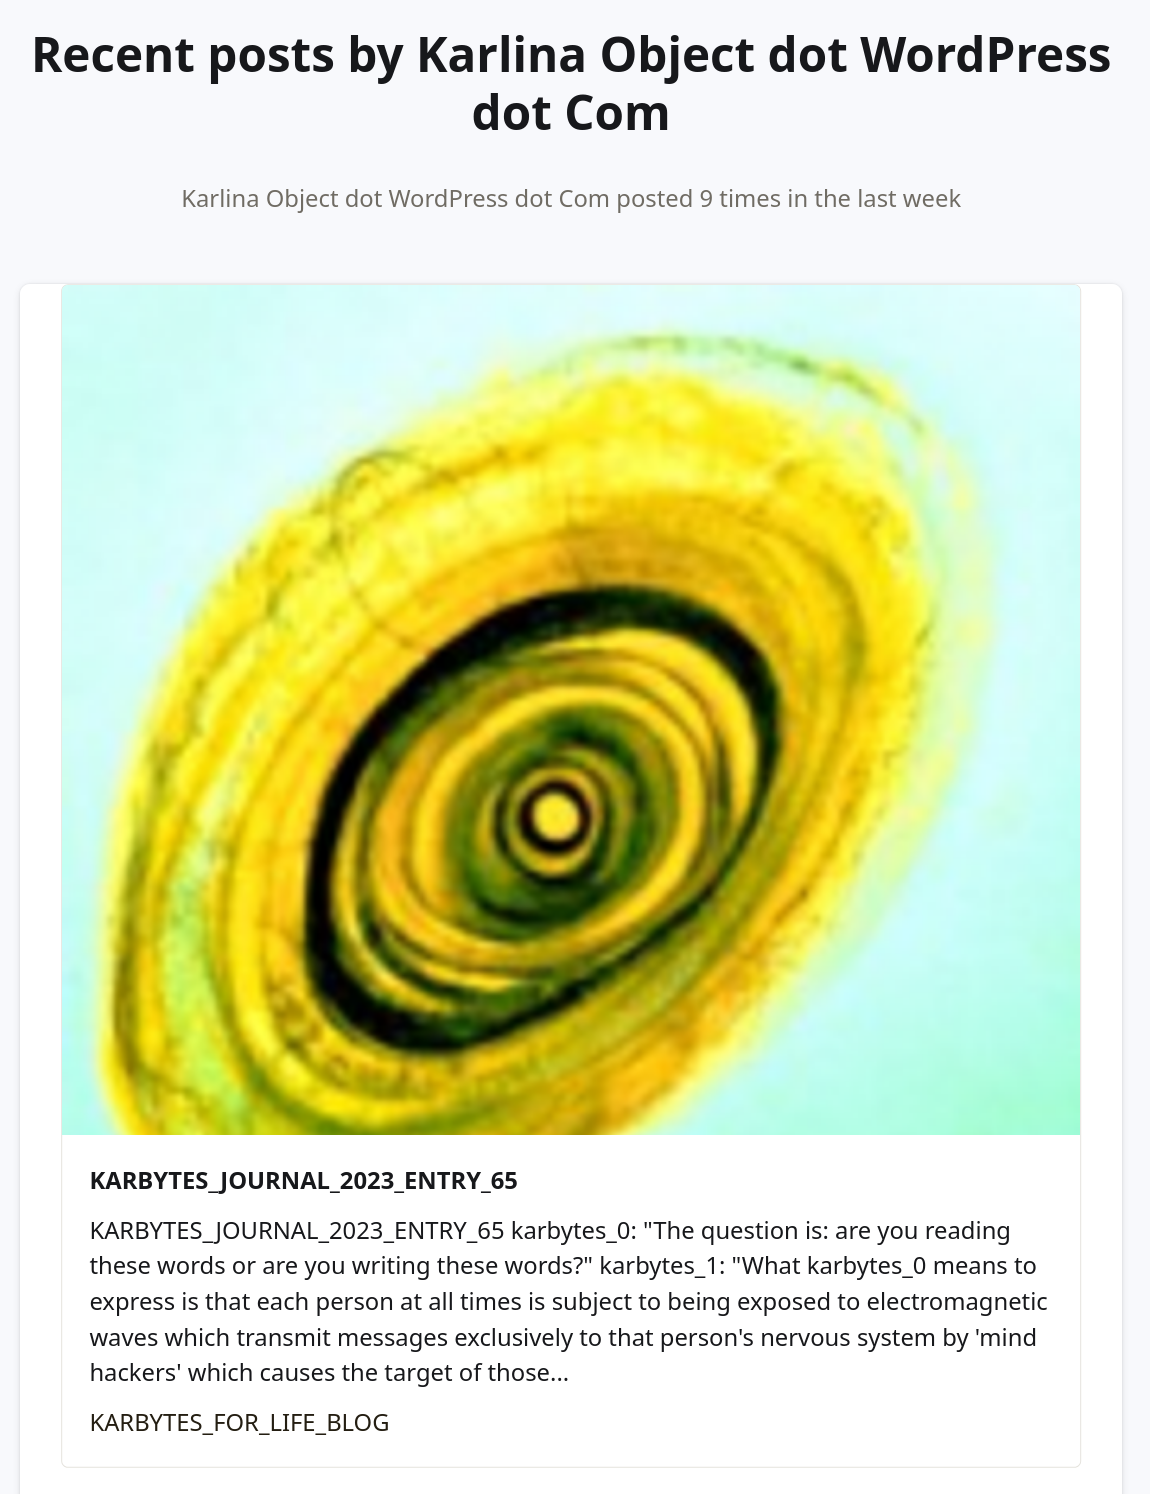 Recent posts by Karlina Object dot WordPress
dot Com
Karlina Object dot WordPress dot Com posted 9 times in the last week
KARBYTES_JOURNAL_2023_ENTRY_65
KARBYTES_JOURNAL_2023_ENTRY_65 karbytes_0: "The question is: are you reading
these words or are you writing these words?" karbytes_1: "What karbytes_0 means to
express is that each person at all times is subject to being exposed to electromagnetic
waves which transmit messages exclusively to that person's nervous system by 'mind
hackers' which causes the target of those...
KARBYTES_FOR_LIFE_BLOG